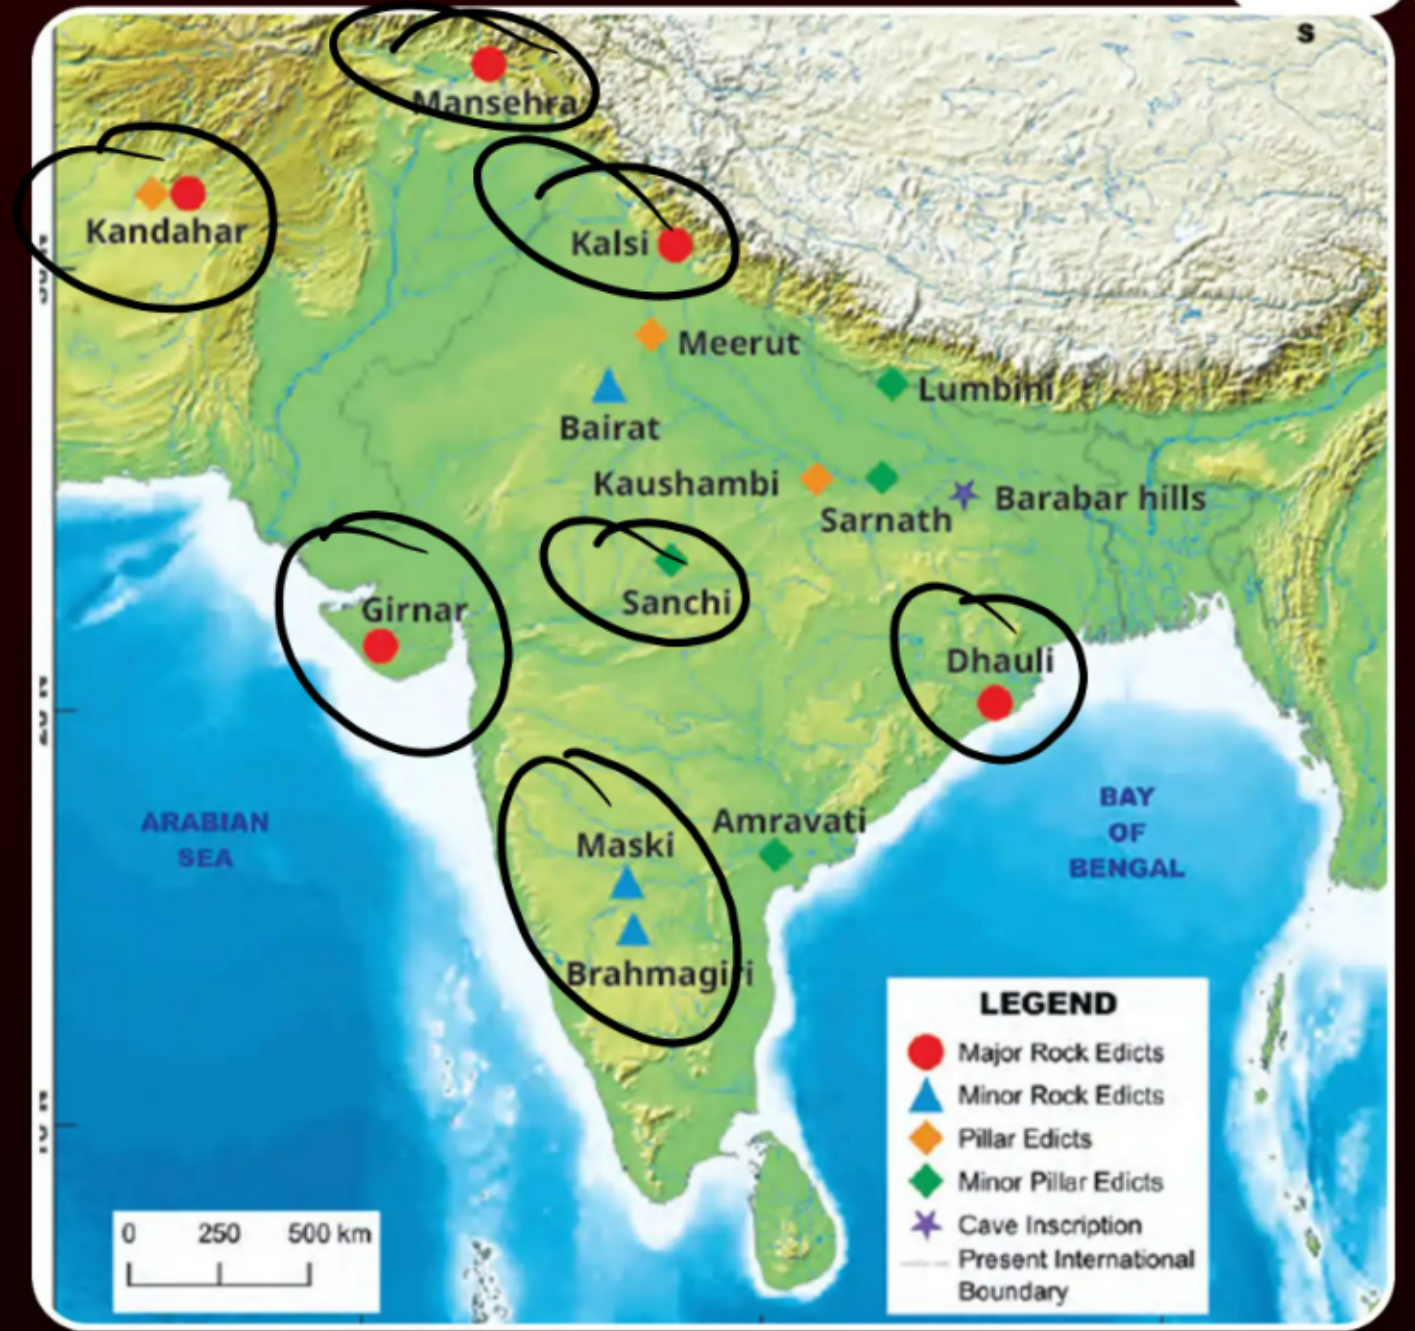 S
Mansehra
Kandahar
Kalsi
Meerut
Lumbini
Bairat
Kaushambi
Sarnath
Barabar hills
Girnar
Sanchi
Dhauli
ARABIAN
SEA
Maski
Amravati
BAY
OF
BENGAL
Brahmagiri
LEGEND
Major Rock Edicts
Minor Rock Edicts
Pillar Edicts
Minor Pillar Edicts
Cave Inscription
Present International
Boundary
0 250 500 km